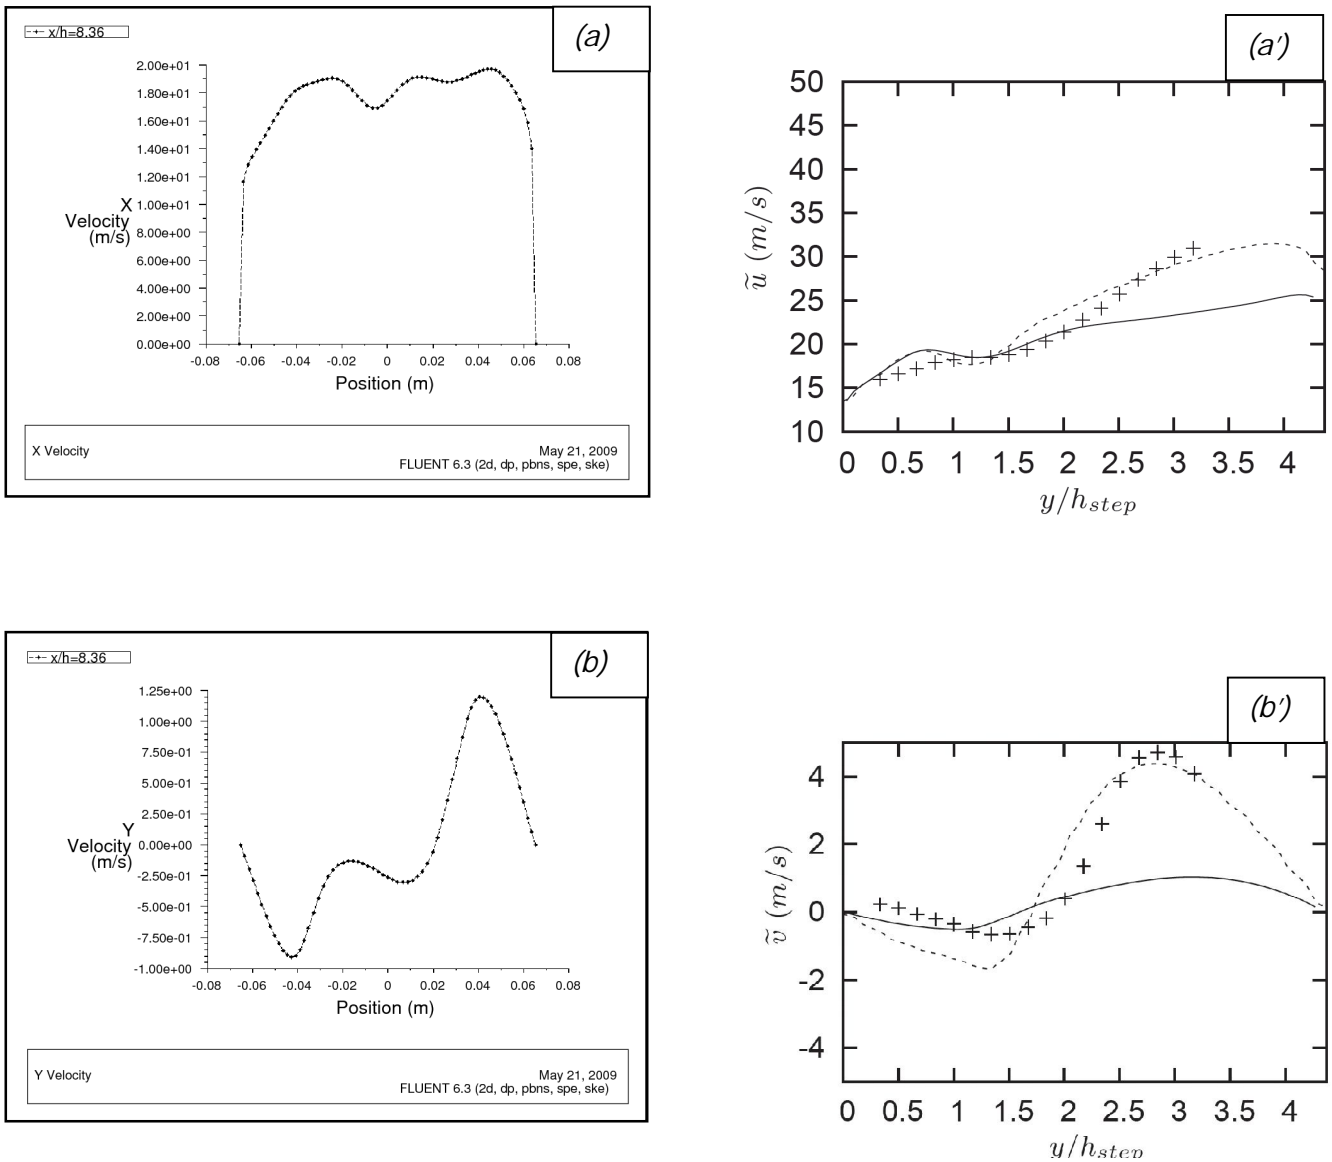 x/h=8.36
(a)
2.00e+01
1.80e+01
1.60e+01
1.40e+01
1.20e+01
1.00e+01
8.00e+00
6.00e+00
4.00e+00
2.00e+00
0.00e+00
X
Velocity
(m/s)
-0.08 -0.06 -0.04 -0.02 0 0.02 0.04 0.06 0.08
Position (m)
X Velocity
May 21, 2009
FLUENT 6.3 (2d, dp, pbns, spe, ske)
(a')
50
45
40
35
30
25
20
15
10
ũ (m/s)
0 0.5 1 1.5 2 2.5 3 3.5 4
y/hstep
x/h=8.36
(b)
1.25e+00
1.00e+00
7.50e-01
5.00e-01
2.50e-01
0.00e+00
-2.50e-01
-5.00e-01
-7.50e-01
-1.00e+00
Y
Velocity
(m/s)
-0.08 -0.06 -0.04 -0.02 0 0.02 0.04 0.06 0.08
Position (m)
Y Velocity
May 21, 2009
FLUENT 6.3 (2d, dp, pbns, spe, ske)
(b')
4
2
0
-2
-4
ṽ (m/s)
0 0.5 1 1.5 2 2.5 3 3.5 4
y/hstep